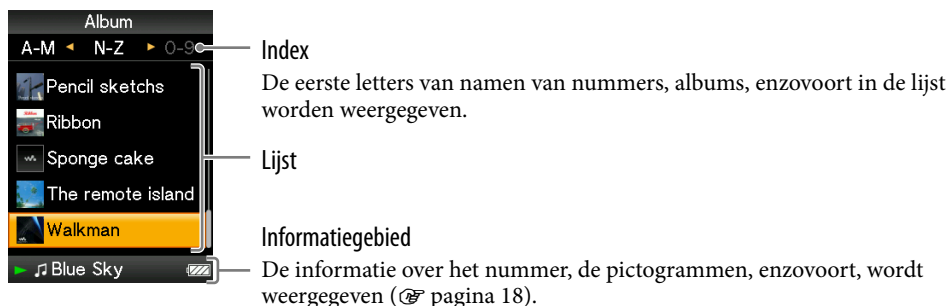 Album
A-M N-Z 0-9
Pencil sketchs
Ribbon
Sponge cake
The remote island
Walkman
Blue Sky
Index
De eerste letters van namen van nummers, albums, enzovoort in de lijst
worden weergegeven.
Lijst
Informatiegebied
De informatie over het nummer, de pictogrammen, enzovoort, wordt
weergegeven (☞ pagina 18).